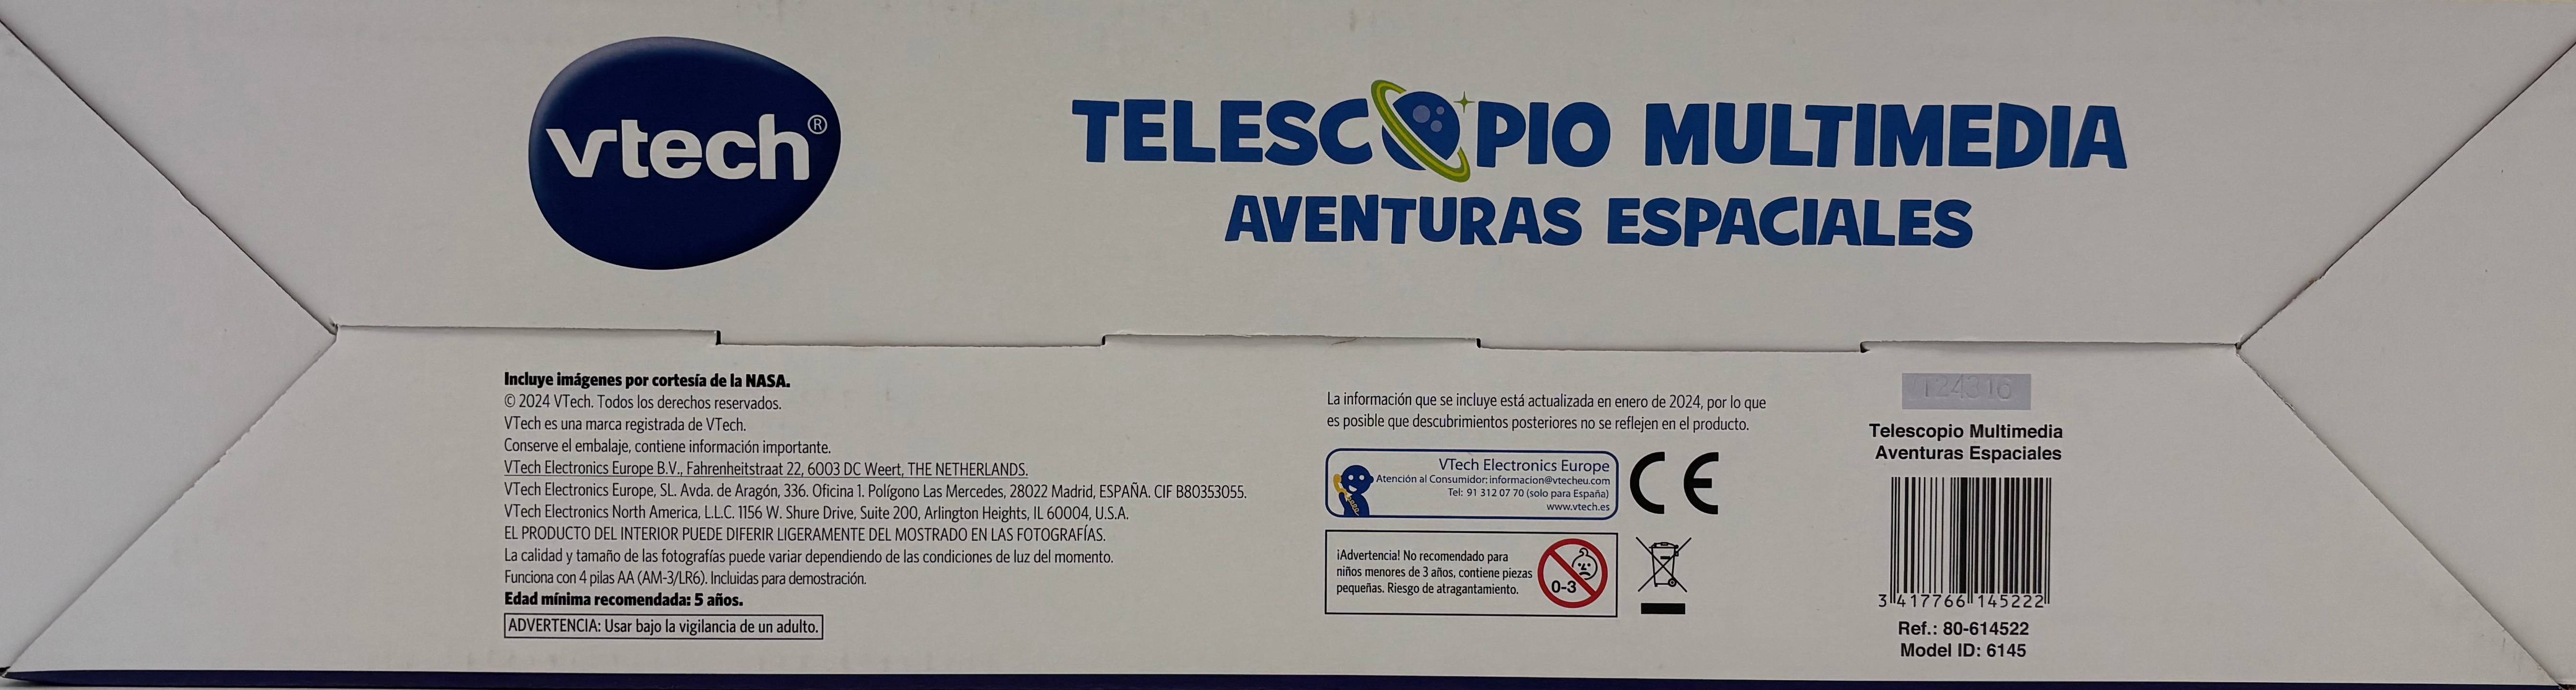 vtech®
TELESCOPIO MULTIMEDIA
AVENTURAS ESPACIALES
Incluye imágenes por cortesía de la NASA.
© 2024 VTech. Todos los derechos reservados.
VTech es una marca registrada de VTech.
Conserve el embalaje, contiene información importante.
VTech Electronics Europe B.V., Fahrenheitstraat 22, 6003 DC Weert, THE NETHERLANDS.
VTech Electronics Europe, SL. Avda. de Aragón, 336. Oficina 1. Polígono Las Mercedes, 28022 Madrid, ESPAÑA. CIF B80353055.
VTech Electronics North America, L.L.C. 1156 W. Shure Drive, Suite 200, Arlington Heights, IL 60004, U.S.A.
EL PRODUCTO DEL INTERIOR PUEDE DIFERIR LIGERAMENTE DEL MOSTRADO EN LAS FOTOGRAFÍAS.
La calidad y tamaño de las fotografías puede variar dependiendo de las condiciones de luz del momento.
Funciona con 4 pilas AA (AM-3/LR6). Incluidas para demostración.
Edad mínima recomendada: 5 años.
ADVERTENCIA: Usar bajo la vigilancia de un adulto.
La información que se incluye está actualizada en enero de 2024, por lo que
es posible que descubrimientos posteriores no se reflejen en el producto.
VTech Electronics Europe
Atención al Consumidor: informacion@vtecheu.com
Tel: 91 312 07 70 (solo para España)
www.vtech.es
CE
¡Advertencia! No recomendado para
niños menores de 3 años, contiene piezas
pequeñas. Riesgo de atragantamiento.
0-3
124316
Telescopio Multimedia
Aventuras Espaciales
3 417766 145222
Ref.: 80-614522
Model ID: 6145